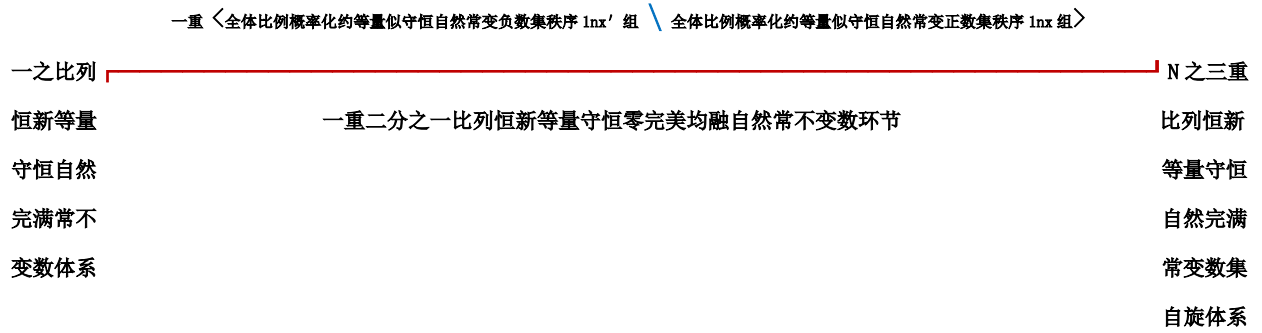 一重〈全体比例概率化约等量似守恒自然常变负数集秩序 lnx′组 \ 全体比例概率化约等量似守恒自然常变正数集秩序 lnx 组〉
一之比列
恒新等量
守恒自然
完满常不
变数体系
一重二分之一比列恒新等量守恒零完美均融自然常不变数环节
N 之三重
比列恒新
等量守恒
自然完满
常变数集
自旋体系